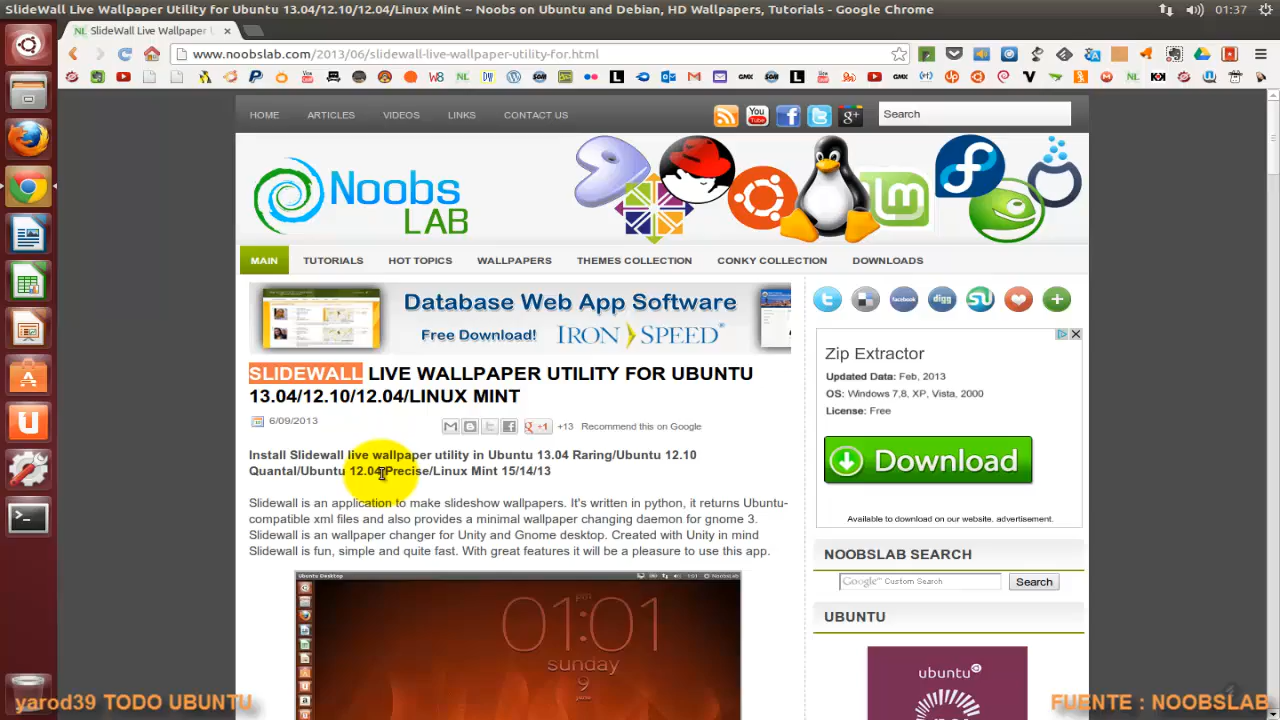 SlideWall Live Wallpaper Utility for Ubuntu 13.04/12.10/12.04/Linux Mint ~ Noobs on Ubuntu and Debian, HD Wallpapers, Tutorials - Google Chrome
01:37
NL SlideWall Live Wallpaper U
www.noobslab.com/2013/06/slidewall-live-wallpaper-utility-for.html
HOME ARTICLES VIDEOS LINKS CONTACT US
You Tube
g+
Search
Noobs
LAB
MAIN TUTORIALS HOT TOPICS WALLPAPERS THEMES COLLECTION CONKY COLLECTION DOWNLOADS
Database Web App Software
Free Download! IRON SPEED®
facebook digg
SLIDEWALL LIVE WALLPAPER UTILITY FOR UBUNTU
13.04/12.10/12.04/LINUX MINT
6/09/2013
+1 +13 Recommend this on Google
Install Slidewall live wallpaper utility in Ubuntu 13.04 Raring/Ubuntu 12.10
Quantal/Ubuntu 12.04 Precise/Linux Mint 15/14/13
Slidewall is an application to make slideshow wallpapers. It's written in python, it returns Ubuntu-
compatible xml files and also provides a minimal wallpaper changing daemon for gnome 3.
Slidewall is an wallpaper changer for Unity and Gnome desktop. Created with Unity in mind
Slidewall is fun, simple and quite fast. With great features it will be a pleasure to use this app.
Ubuntu Desktop
01:01
sunday
9
Zip Extractor
Updated Data: Feb, 2013
OS: Windows 7,8, XP, Vista, 2000
License: Free
Download
Available to download on our website. advertisement.
NOOBSLAB SEARCH
Google™ Custom Search Search
UBUNTU
ubuntu
yarod39 TODO UBUNTU
FUENTE : NOOBSLAB